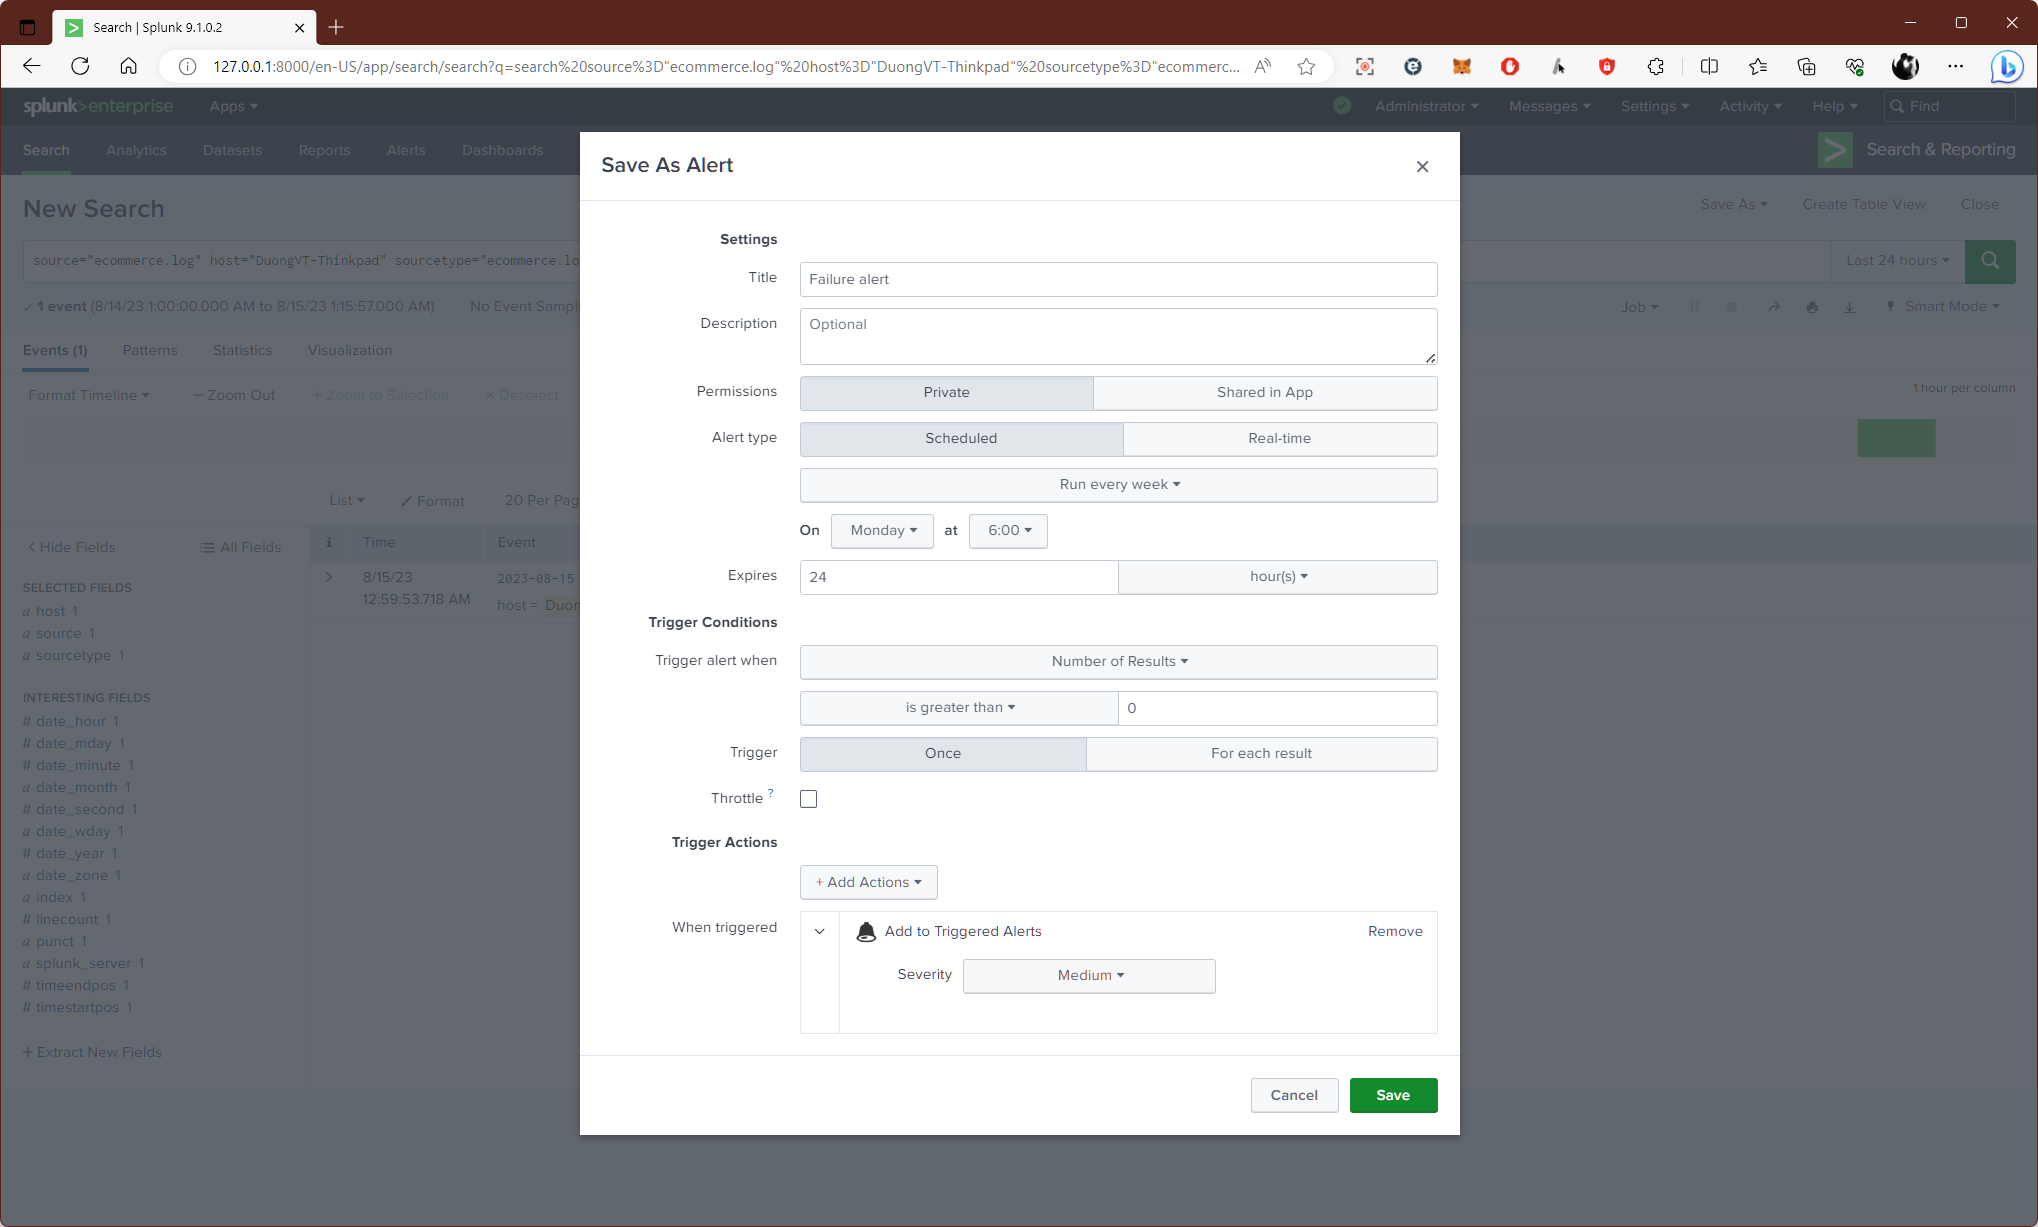 Search | Splunk 9.1.0.2
127.0.0.1:8000/en-US/app/search/search?q=search%20source%3D"ecommerce.log"%20host%3D"DuongVT-Thinkpad"%20sourcetype%3D"ecommerc...
splunk>enterprise Apps Administrator Messages Settings Activity Help Find
Search Analytics Datasets Reports Alerts Dashboards Search & Reporting
New Search Save As Create Table View Close
source="ecommerce.log" host="DuongVT-Thinkpad" sourcetype="ecommerce.lo Last 24 hours
1 event (8/14/23 1:00:00.000 AM to 8/15/23 1:15:57.000 AM) No Event Sampli Job Smart Mode
Events (1) Patterns Statistics Visualization
Format Timeline – Zoom Out + Zoom to Selection × Deselect 1 hour per column
List Format 20 Per Pag
< Hide Fields All Fields i Time Event
SELECTED FIELDS
a host 1
a source 1
a sourcetype 1
INTERESTING FIELDS
# date_hour 1
# date_mday 1
# date_minute 1
a date_month 1
# date_second 1
a date_wday 1
# date_year 1
a date_zone 1
a index 1
# linecount 1
a punct 1
a splunk_server 1
# timeendpos 1
# timestartpos 1
+ Extract New Fields
8/15/23 2023-08-15
12:59:53.718 AM host = Duon
Save As Alert
Settings
Title Failure alert
Description Optional
Permissions Private Shared in App
Alert type Scheduled Real-time
Run every week
On Monday at 6:00
Expires 24 hour(s)
Trigger Conditions
Trigger alert when Number of Results
is greater than 0
Trigger Once For each result
Throttle ?
Trigger Actions
+ Add Actions
When triggered Add to Triggered Alerts Remove
Severity Medium
Cancel Save